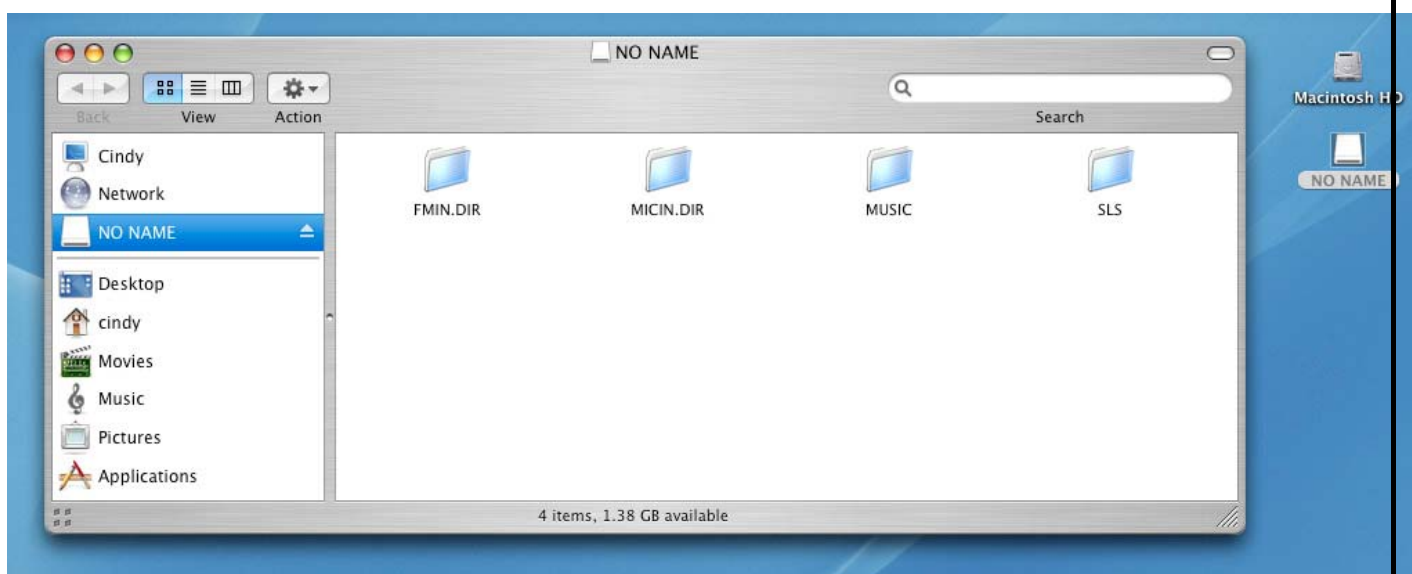 NO NAME
Back
View
Action
Search
Macintosh HD
NO NAME
Cindy
Network
NO NAME
Desktop
cindy
Movies
Music
Pictures
Applications
FMIN.DIR
MICIN.DIR
MUSIC
SLS
4 items, 1.38 GB available